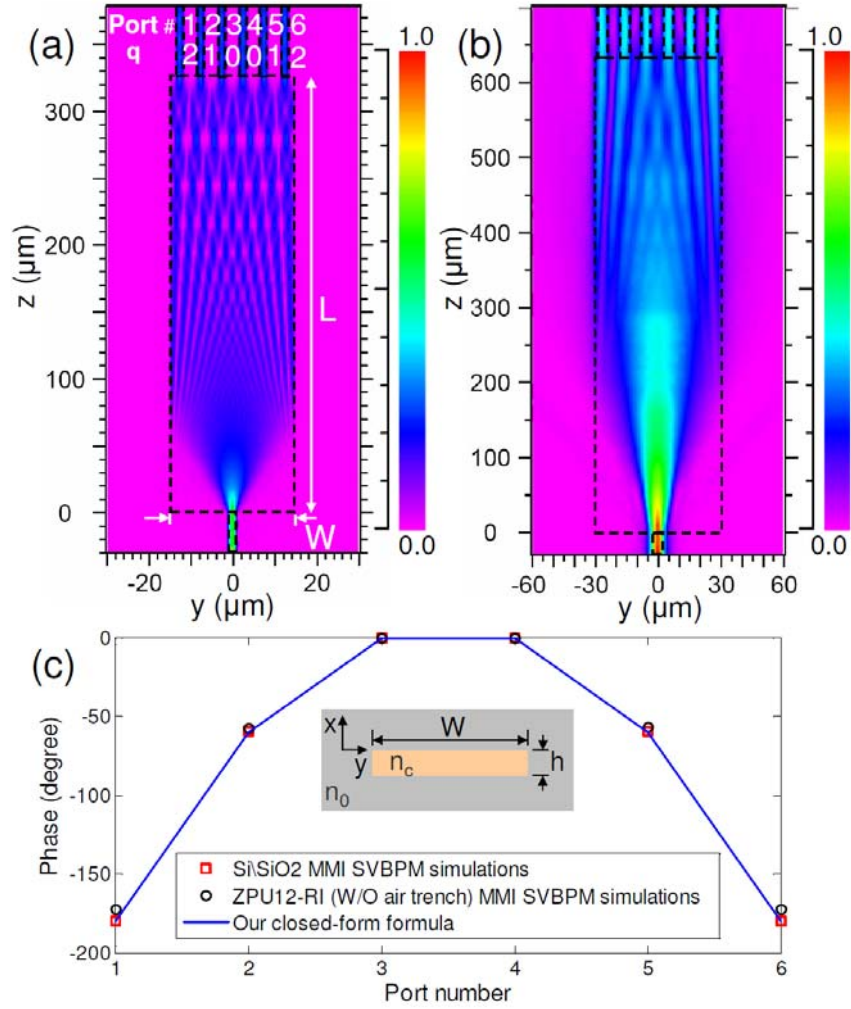 (a)
Port # 1 2 3 4 5 6
q 2 1 0 0 1 2
1.0
300
200
100
0
z (µm)
L
W
0.0
-20 0 20
y (µm)
(b)
1.0
600
500
400
300
200
100
0
z (µm)
0.0
-60 -30 0 30 60
y (µm)
(c)
0
-50
-100
-150
-200
Phase (degree)
x
y
W
n_c
h
n_0
Si\SiO2 MMI SVBPM simulations
ZPU12-RI (W/O air trench) MMI SVBPM simulations
Our closed-form formula
1 2 3 4 5 6
Port number